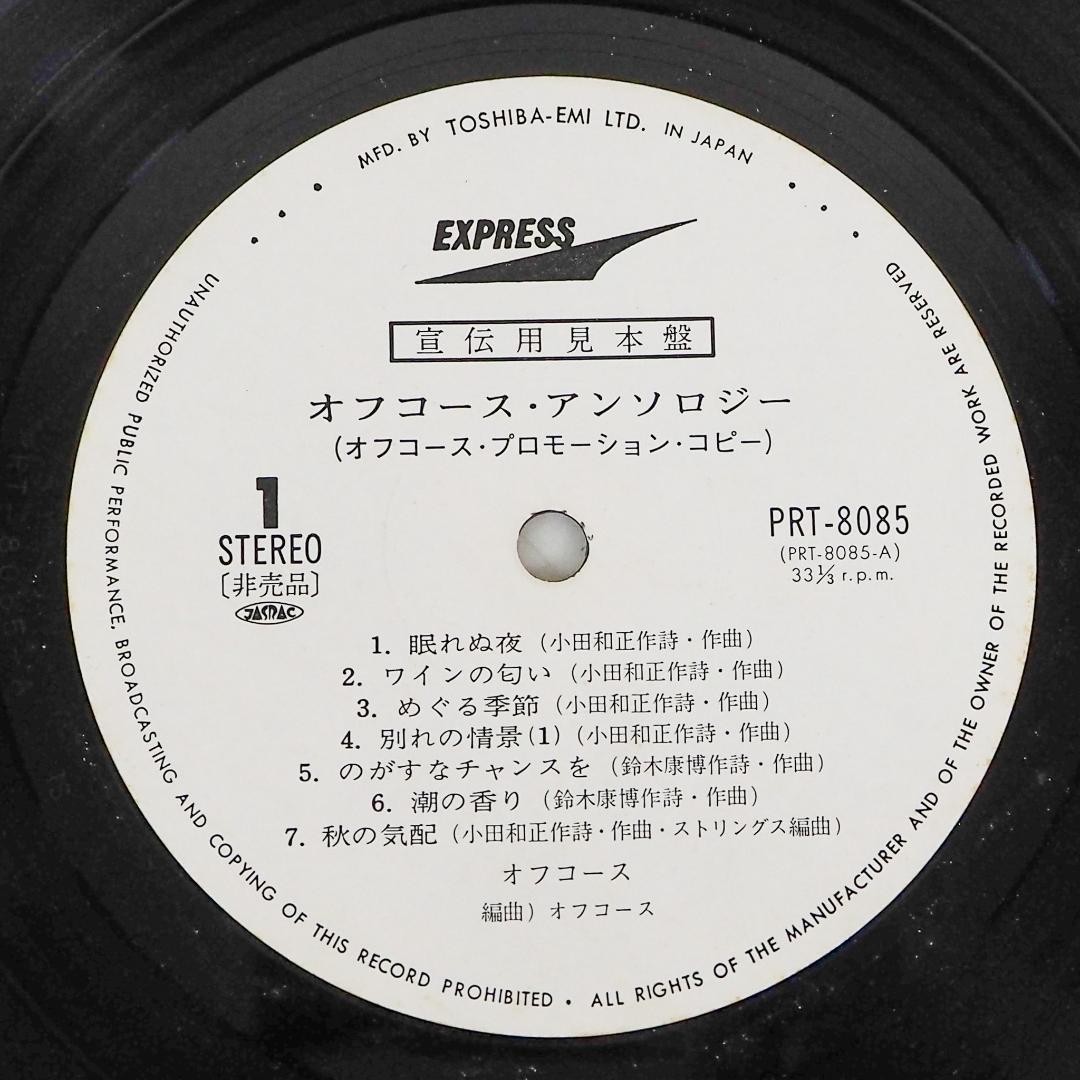 MFD. BY TOSHIBA-EMI LTD. IN JAPAN
EXPRESS
宣伝用見本盤
オフコース・アンソロジー
(オフコース・プロモーション・コピー)
1
STEREO
〔非売品〕
JASRAC
PRT-8085
(PRT-8085-A)
33⅓ r.p.m.
1. 眠れぬ夜 (小田和正作詩・作曲)
2. ワインの匂い (小田和正作詩・作曲)
3. めぐる季節 (小田和正作詩・作曲)
4. 別れの情景(1) (小田和正作詩・作曲)
5. のがすなチャンスを (鈴木康博作詩・作曲)
6. 潮の香り (鈴木康博作詩・作曲)
7. 秋の気配 (小田和正作詩・作曲・ストリングス編曲)
オフコース
編曲) オフコース
UNAUTHORIZED PUBLIC PERFORMANCE, BROADCASTING AND COPYING OF THIS RECORD PROHIBITED • ALL RIGHTS OF THE MANUFACTURER AND OF THE OWNER OF THE RECORDED WORK ARE RESERVED